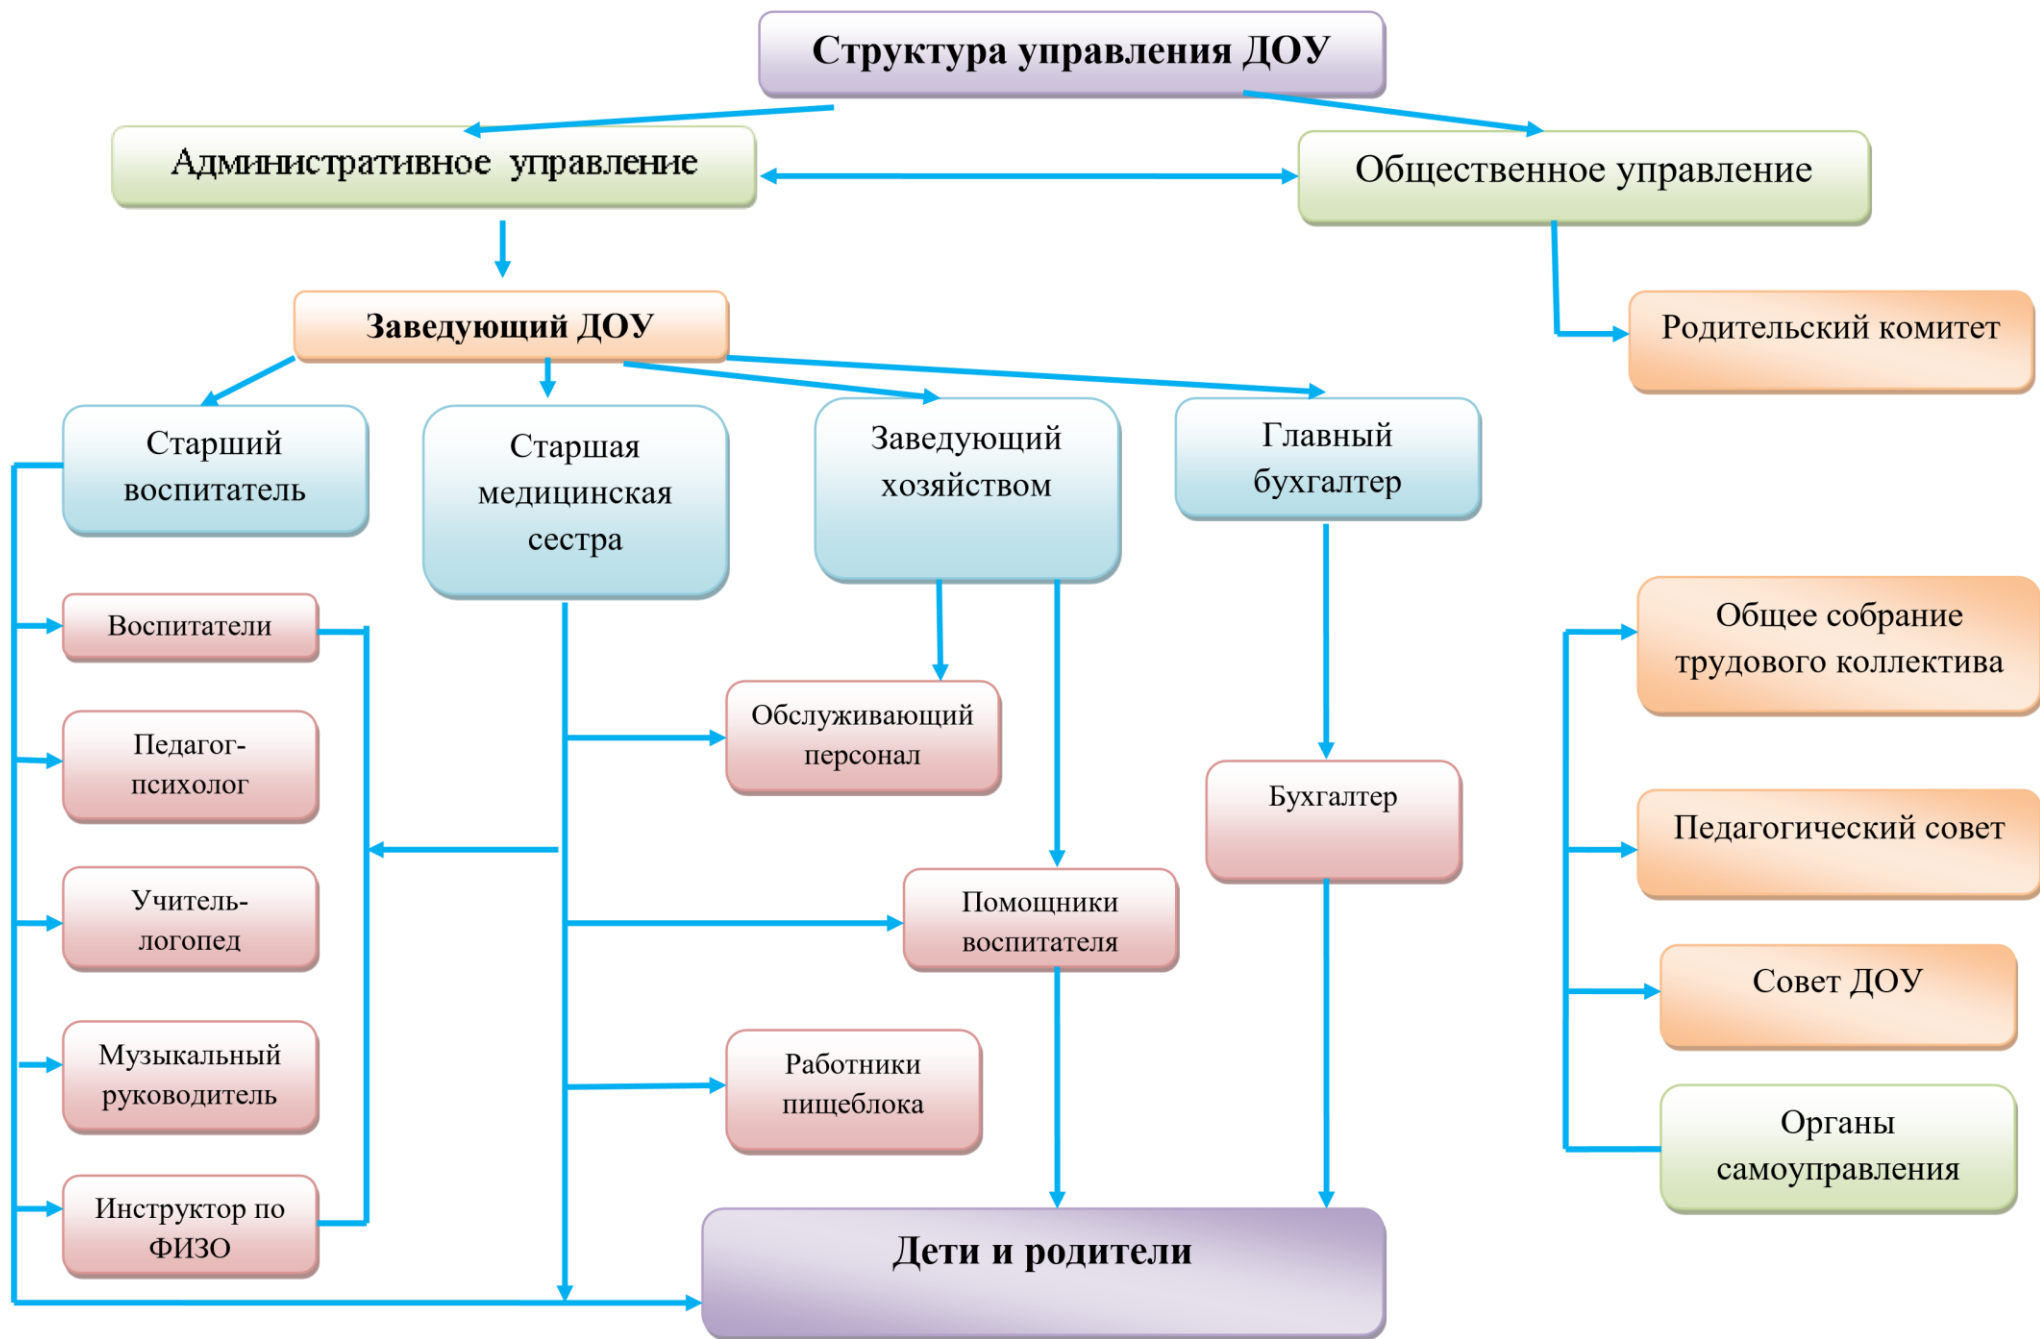 Структура управления ДОУ
Административное управление
Общественное управление
Заведующий ДОУ
Родительский комитет
Старший
воспитатель
Старшая
медицинская
сестра
Заведующий
хозяйством
Главный
бухгалтер
Воспитатели
Педагог-
психолог
Учитель-
логопед
Музыкальный
руководитель
Инструктор по
ФИЗО
Обслуживающий
персонал
Помощники
воспитателя
Работники
пищеблока
Бухгалтер
Общее собрание
трудового коллектива
Педагогический совет
Совет ДОУ
Органы
самоуправления
Дети и родители